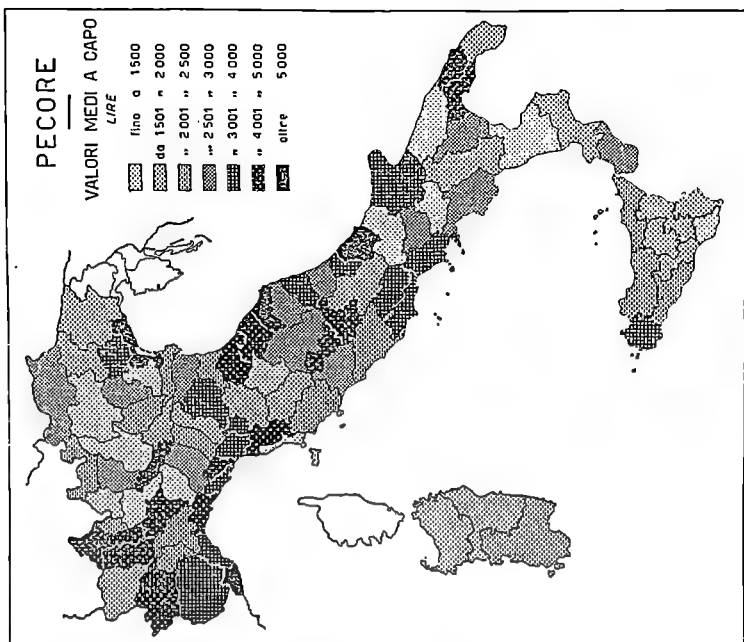 PECORE
VALORI MEDI A CAPO
LIRE
fino a 1500
da 1501 " 2000
" 2001 " 2500
" 2501 " 3000
" 3001 " 4000
" 4001 " 5000
oltre 5000